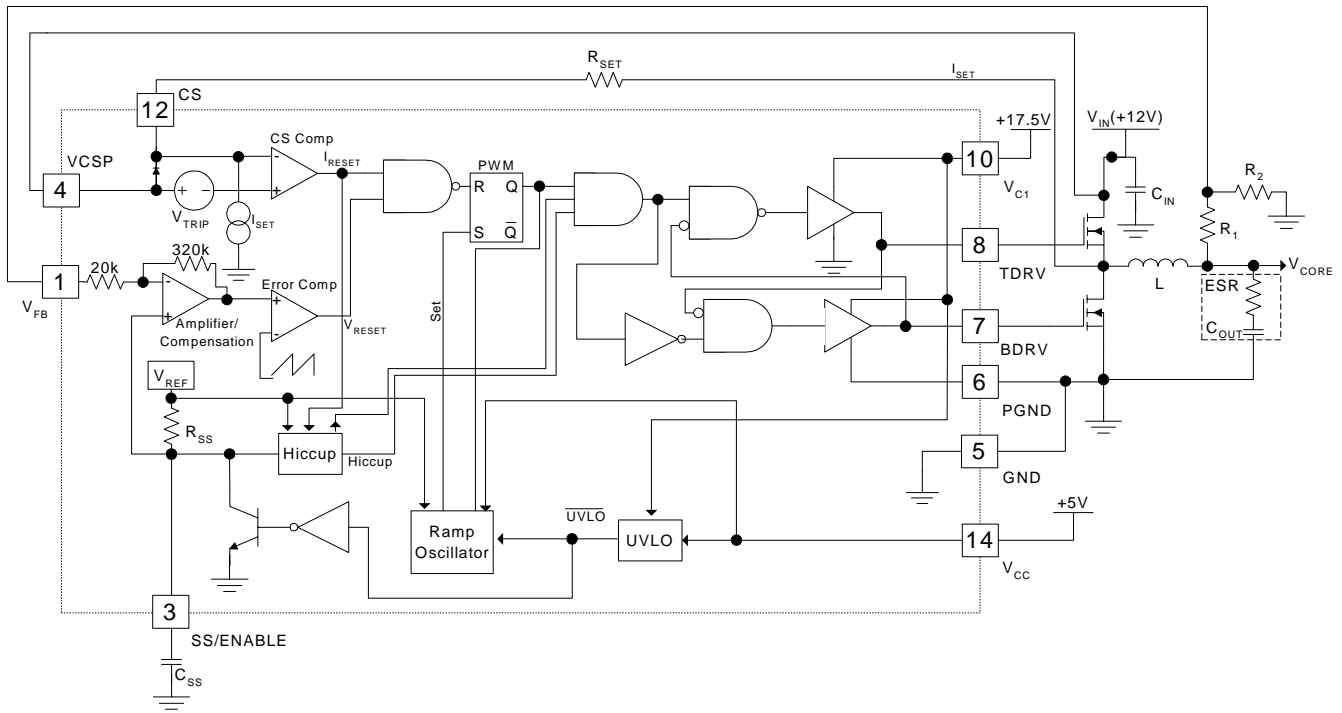 R_SET
I_SET
12
CS
CS Comp
+17.5V
V_IN(+12V)
VCSP
4
+
-
V_TRIP
-
+
I_RESET
I_SET
PWM
R Q
S Q̅
10
V_C1
C_IN
R_2
R_1
8
TDRV
L
V_CORE
ESR
C_OUT
320k
20k
1
V_FB
-
+
Amplifier/
Compensation
Error Comp
+
-
V_RESET
Set
7
BDRV
6
PGND
V_REF
R_SS
Hiccup
Hiccup
5
GND
+5V
Ramp
Oscillator
U̅V̅L̅O̅
UVLO
14
V_CC
3
SS/ENABLE
C_SS